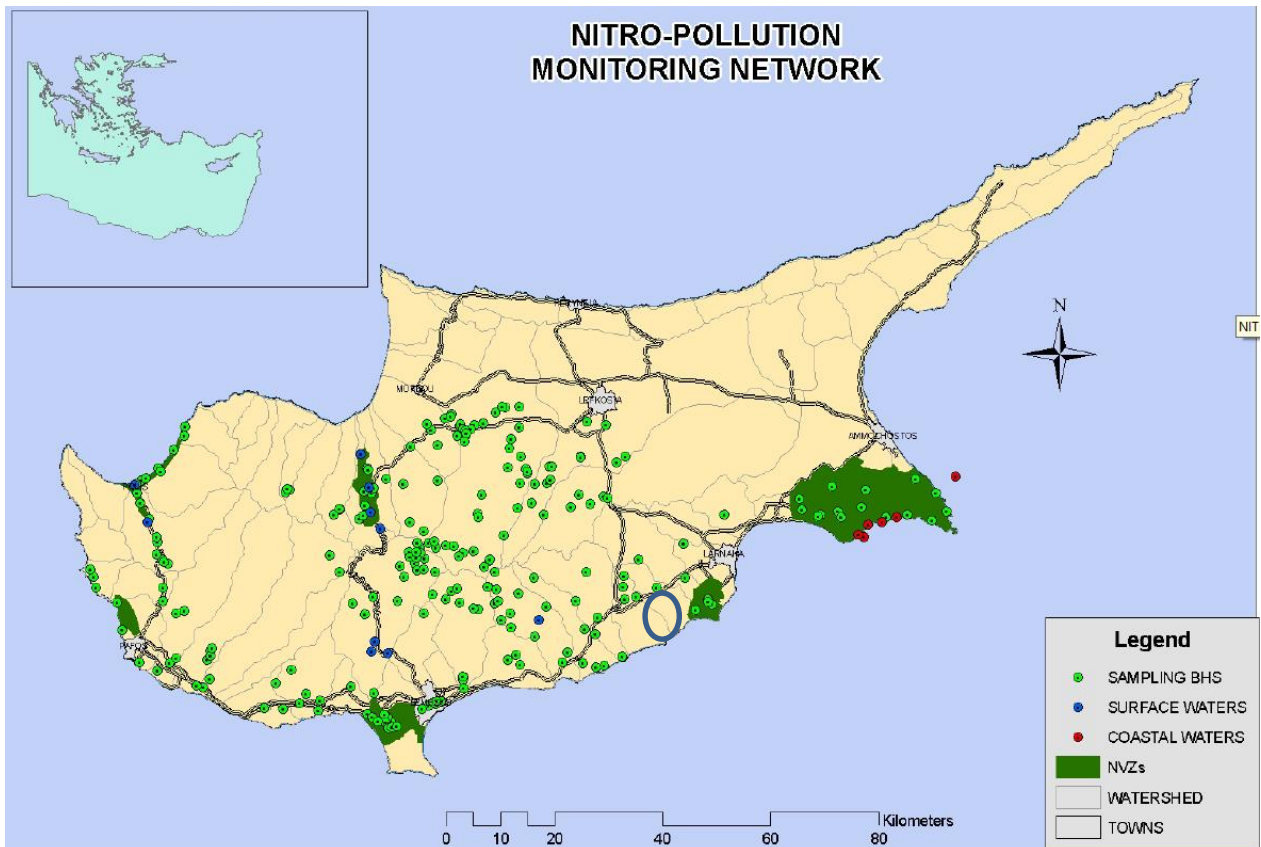 NITRO-POLLUTION
MONITORING NETWORK
N
NIT
LEFKOSIA
AMMOCHOSTOS
LARNAKA
PAFOS
Legend
SAMPLING BHS
SURFACE WATERS
COASTAL WATERS
NVZs
WATERSHED
TOWNS
Kilometers
0 10 20 40 60 80